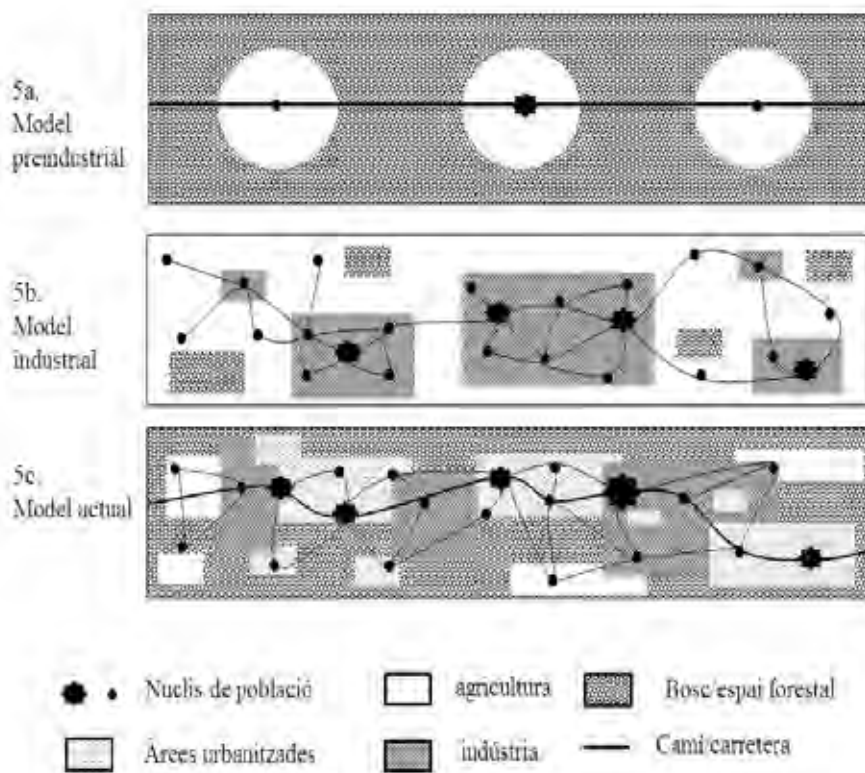 5a.
Model
preindustrial
5b.
Model
industrial
5c.
Model actual
Nuclis de població
agricultura
Bosc/espai forestal
Àrees urbanitzades
indústria
Camí/carretera